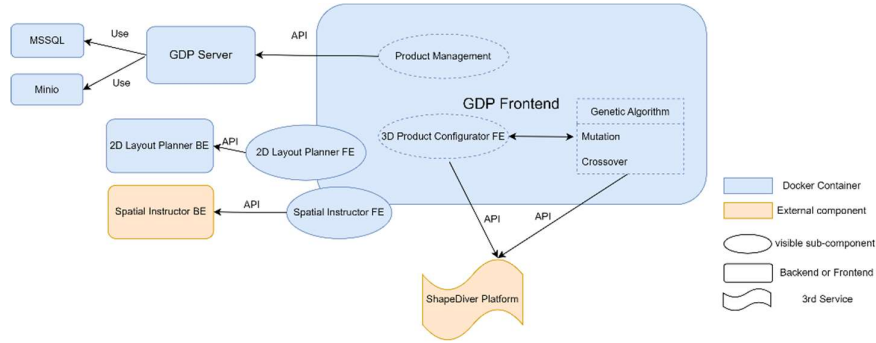 MSSQL
Use
GDP Server
API
Product Management
Minio
Use
GDP Frontend
Genetic Algorithm
Mutation
Crossover
3D Product Configurator FE
2D Layout Planner BE
API
2D Layout Planner FE
Spatial Instructor BE
API
Spatial Instructor FE
API
API
ShapeDiver Platform
Docker Container
External component
visible sub-component
Backend or Frontend
3rd Service